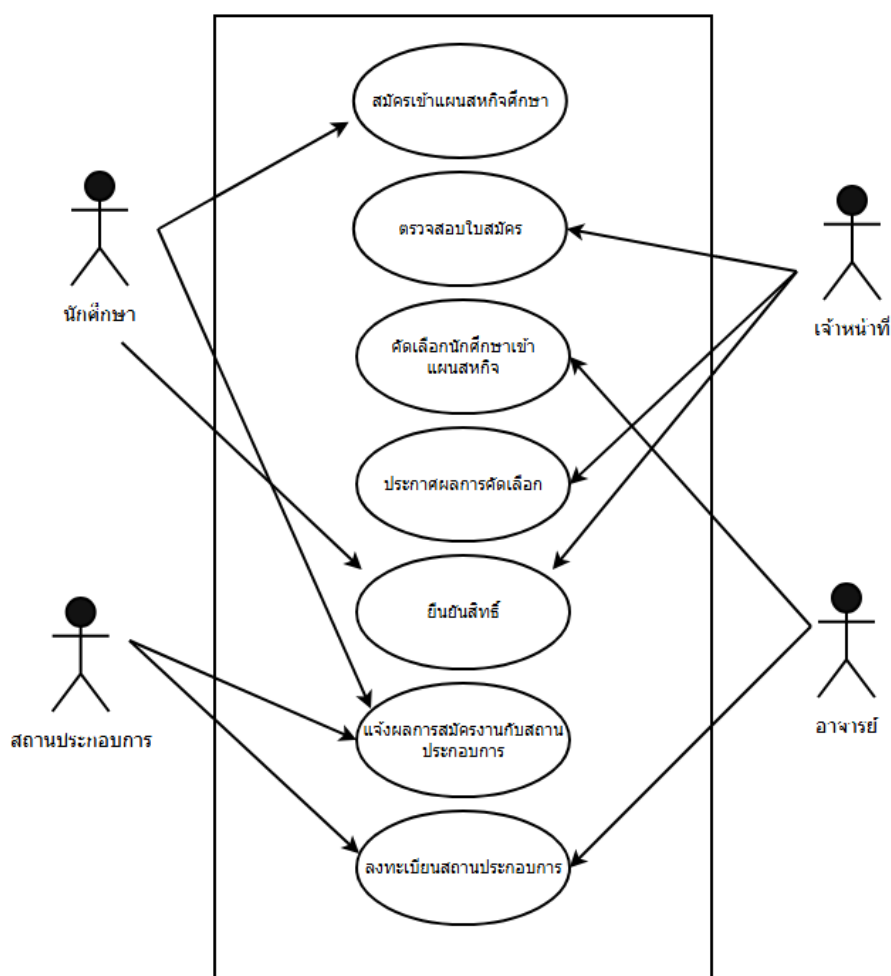 สมัครเข้าแผนสหกิจศึกษา
ตรวจสอบใบสมัคร
นักศึกษา
เจ้าหน้าที่
คัดเลือกนักศึกษาเข้า
แผนสหกิจ
ประกาศผลการคัดเลือก
ยืนยันสิทธิ์
สถานประกอบการ
อาจารย์
แจ้งผลการสมัครงานกับสถาน
ประกอบการ
ลงทะเบียนสถานประกอบการ